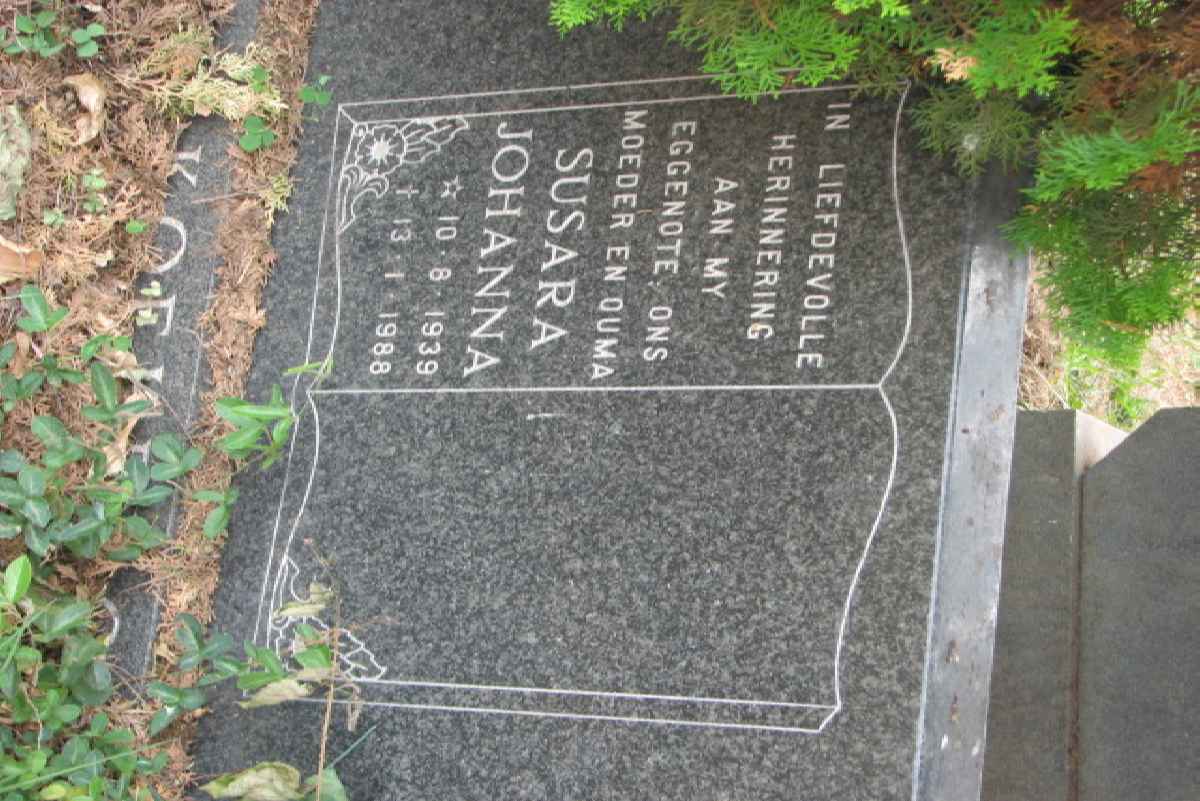 IN LIEFDEVOLLE
HERINNERING
AAN MY
EGGENOTE, ONS
MOEDER EN OUMA
SUSARA
JOHANNA
☆ 10·8·1939
† 13·1·1988